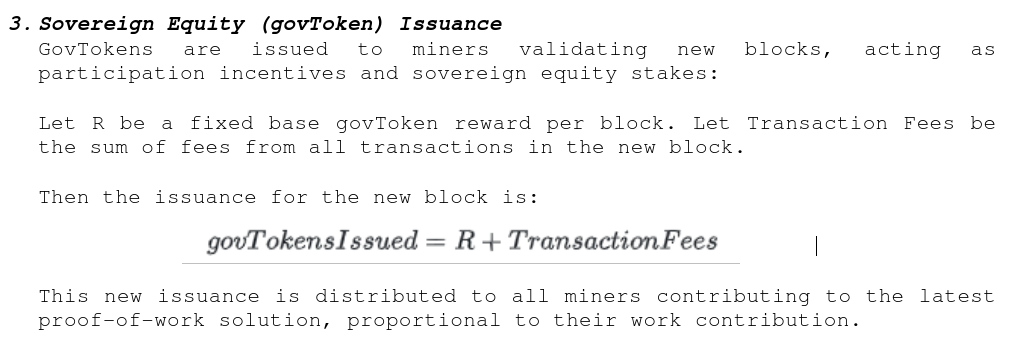 3. Sovereign Equity (govToken) Issuance
GovTokens are issued to miners validating new blocks, acting as
participation incentives and sovereign equity stakes:
Let R be a fixed base govToken reward per block. Let Transaction Fees be
the sum of fees from all transactions in the new block.
Then the issuance for the new block is:
govTokensIssued = R + TransactionFees
This new issuance is distributed to all miners contributing to the latest
proof-of-work solution, proportional to their work contribution.